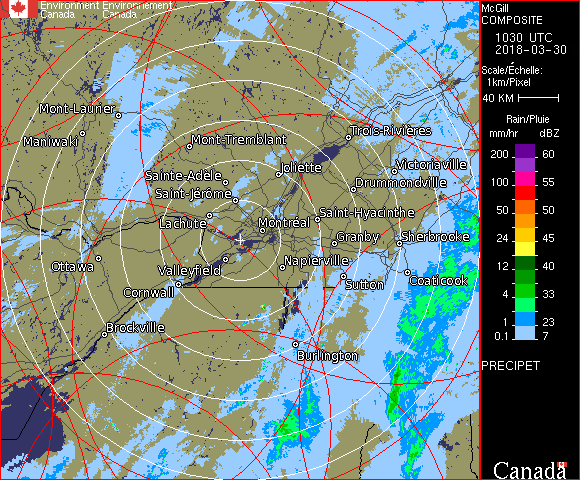 Environment Environnement
Canada Canada
McGill
COMPOSITE
1030 UTC
2018-03-30
Scale/Échelle:
1km/Pixel
40 KM
Rain/Pluie
mm/hr dBZ
200 60
100 55
50 50
24 45
12 40
4 33
1 23
0.1 7
PRECIPET
Canada
Mont-Laurier
Maniwaki
Mont-Tremblant
Trois-Rivières
Joliette
Victoriaville
Sainte-Adèle
Drummondville
Saint-Jérôme
Saint-Hyacinthe
Lachute
Montréal
Granby
Sherbrooke
Ottawa
Valleyfield
Napierville
Coaticook
Sutton
Cornwall
Brockville
Burlington